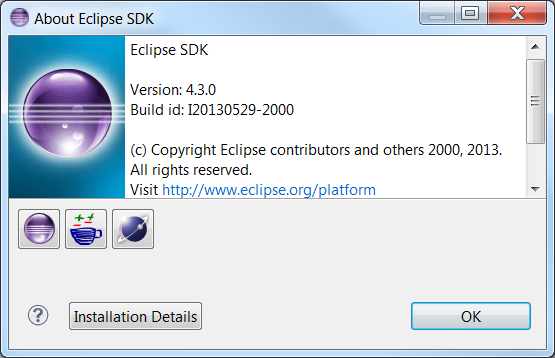 About Eclipse SDK
Eclipse SDK
Version: 4.3.0
Build id: I20130529-2000
(c) Copyright Eclipse contributors and others 2000, 2013.
All rights reserved.
Visit http://www.eclipse.org/platform
Installation Details
OK